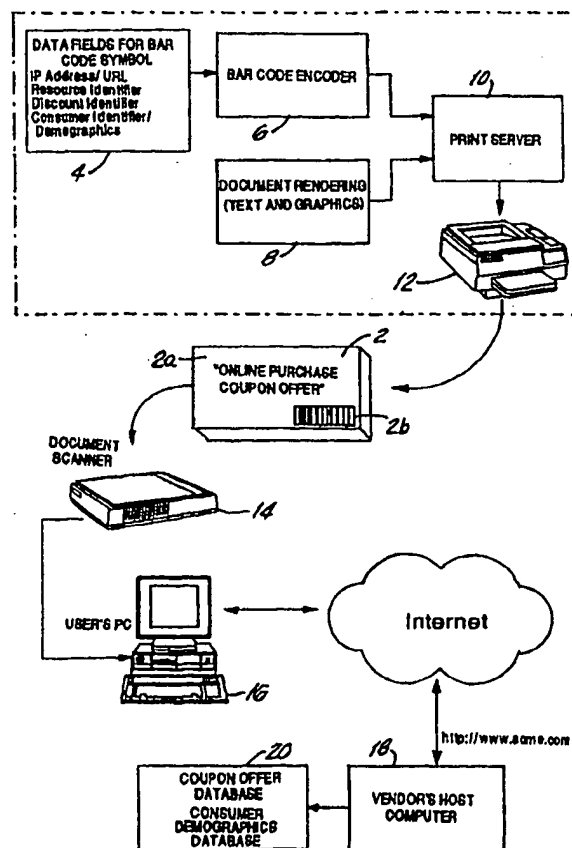 DATA FIELDS FOR BAR
CODE SYMBOL
IP Address/ URL
Resource Identifier
Discount Identifier
Consumer Identifier/
Demographics
4
BAR CODE ENCODER
6
DOCUMENT RENDERING
(TEXT AND GRAPHICS)
8
10
PRINT SERVER
12
2a
2
"ONLINE PURCHASE
COUPON OFFER"
2b
DOCUMENT
SCANNER
14
USER'S PC
16
Internet
http://www.acme.com
20
COUPON OFFER
DATABASE
CONSUMER
DEMOGRAPHICS
DATABASE
18
VENDOR'S HOST
COMPUTER